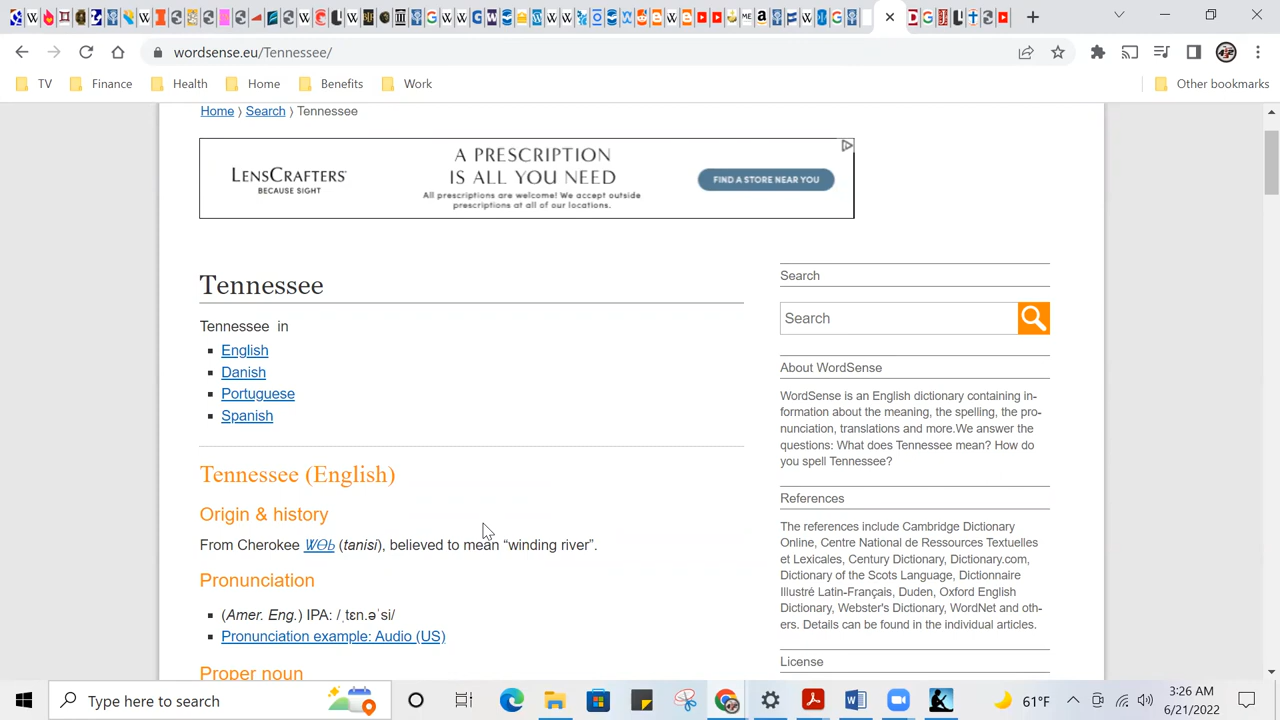 wordsense.eu/Tennessee/
TV
Finance
Health
Home
Benefits
Work
Other bookmarks
Home ⟩ Search ⟩ Tennessee
LENSCRAFTERS®
BECAUSE SIGHT
A PRESCRIPTION
IS ALL YOU NEED
All prescriptions are welcome! We accept outside
prescriptions at all of our locations.
FIND A STORE NEAR YOU
Tennessee
Tennessee in
English
Danish
Portuguese
Spanish
Tennessee (English)
Origin & history
From Cherokee ᏔᎾᏏ (tanisi), believed to mean “winding river”.
Pronunciation
(Amer. Eng.) IPA: /ˌtɛn.əˈsi/
Pronunciation example: Audio (US)
Proper noun
Search
Search
About WordSense
WordSense is an English dictionary containing in-
formation about the meaning, the spelling, the pro-
nunciation, translations and more.We answer the
questions: What does Tennessee mean? How do
you spell Tennessee?
References
The references include Cambridge Dictionary
Online, Centre National de Ressources Textuelles
et Lexicales, Century Dictionary, Dictionary.com,
Dictionary of the Scots Language, Dictionnaire
Illustré Latin-Français, Duden, Oxford English
Dictionary, Webster's Dictionary, WordNet and oth-
ers. Details can be found in the individual articles.
License
Type here to search
61°F
3:26 AM
6/21/2022